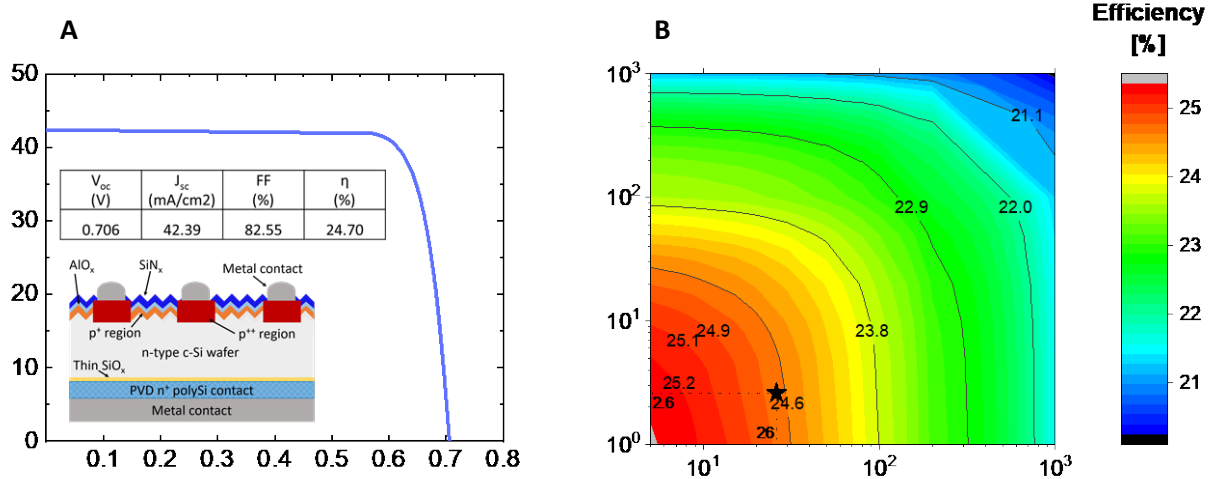 A
50
40
30
20
10
0
0.1 0.2 0.3 0.4 0.5 0.6 0.7 0.8
Voc Jsc FF η
(V) (mA/cm2) (%) (%)
0.706 42.39 82.55 24.70
AlOx SiNx Metal contact
p+ region p++ region
n-type c-Si wafer
Thin SiOx
PVD n+ polySi contact
Metal contact
B
10³
10²
10¹
10⁰
10¹ 10² 10³
21.1
22.0
22.9
23.8
24.9
25.1
25.2
24.6
2.6
26
Efficiency
[%]
25
24
23
22
21